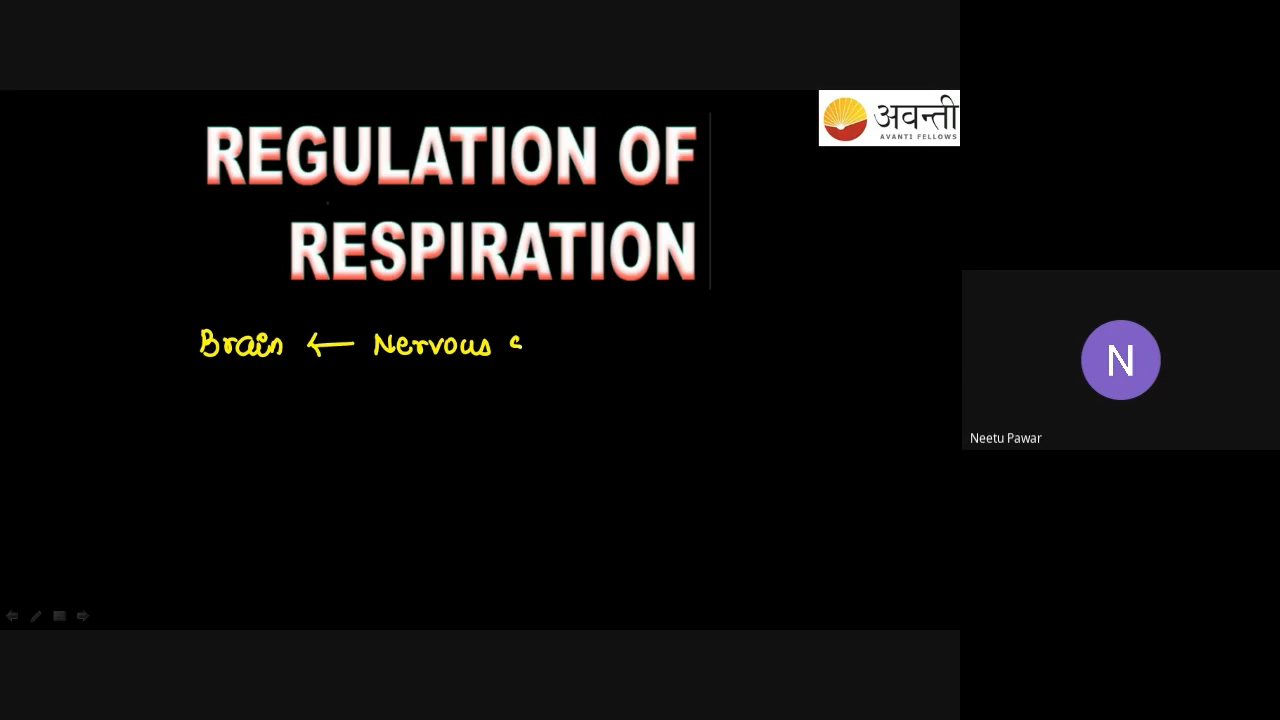 REGULATION OF
RESPIRATION
अवन्ती
AVANTI FELLOWS
Brain ← Nervous
N
Neetu Pawar